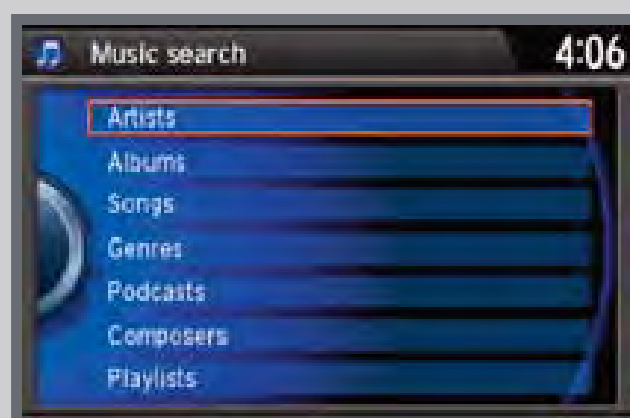 Music search 4:06
Artists
Albums
Songs
Genres
Podcasts
Composers
Playlists